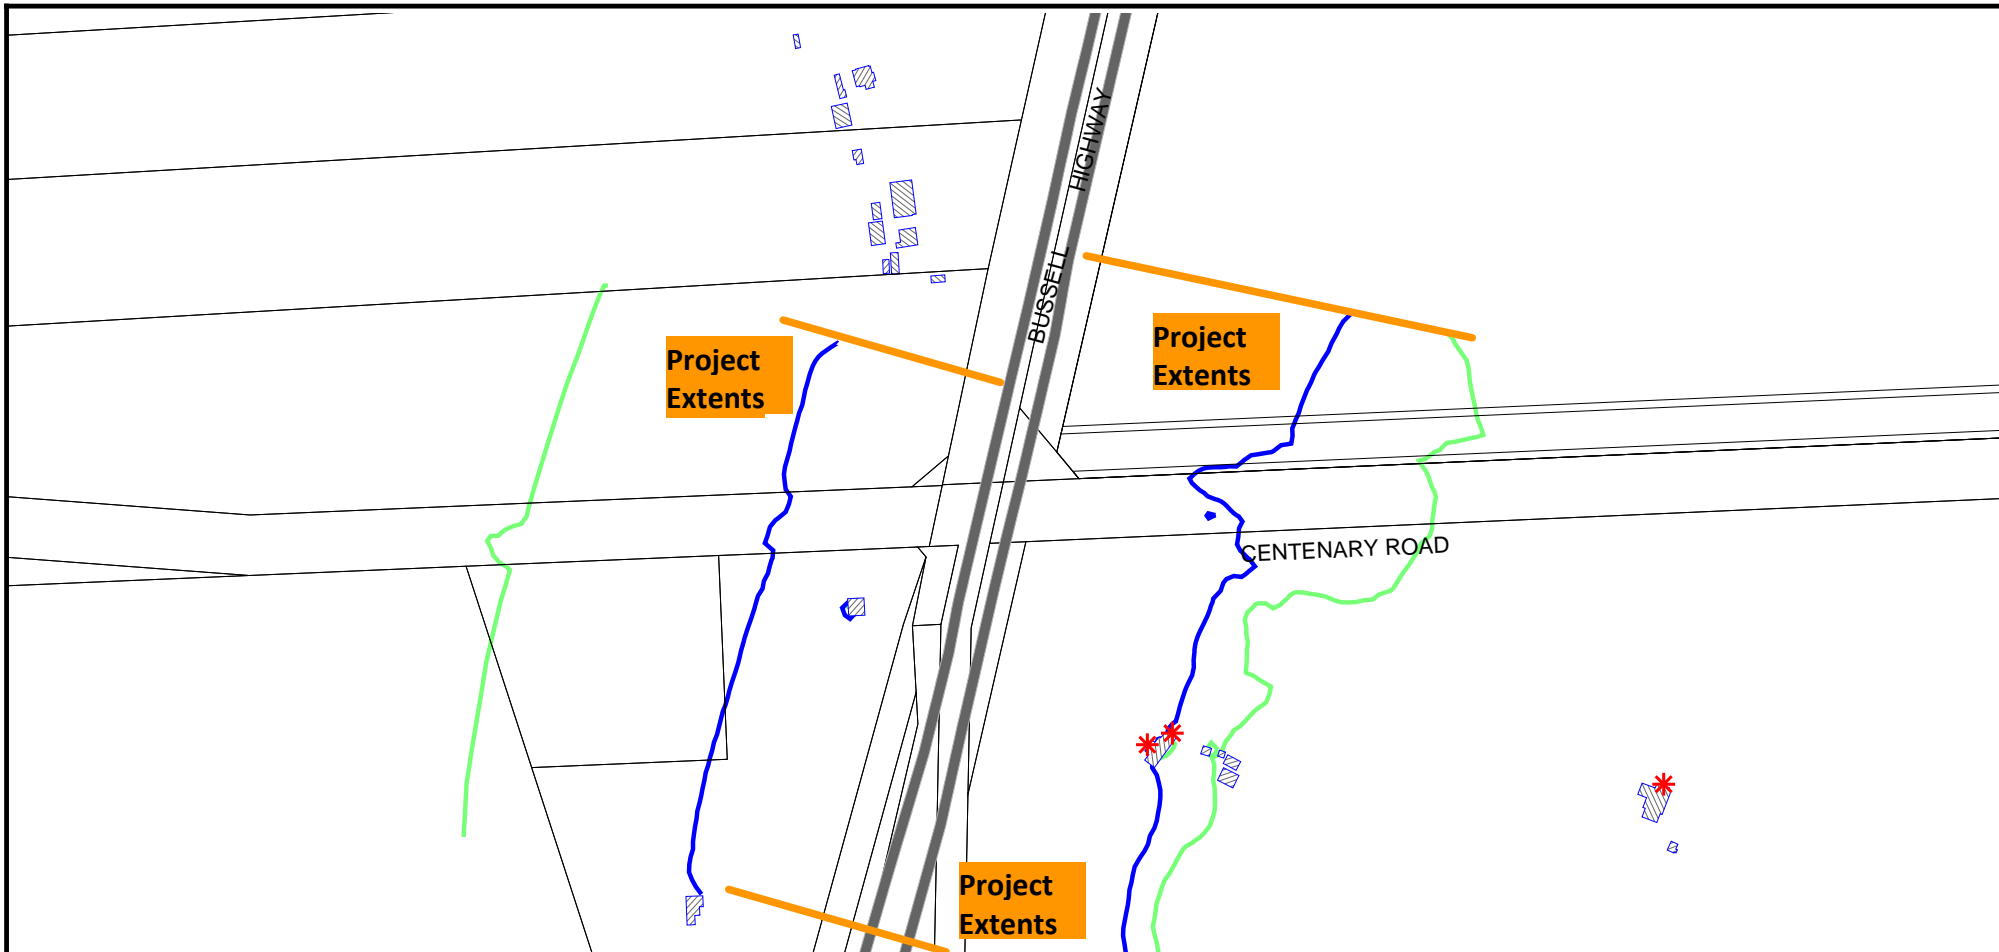 HIGHWAY
BUSSELL
Project
Extents
Project
Extents
CENTENARY ROAD
Project
Extents